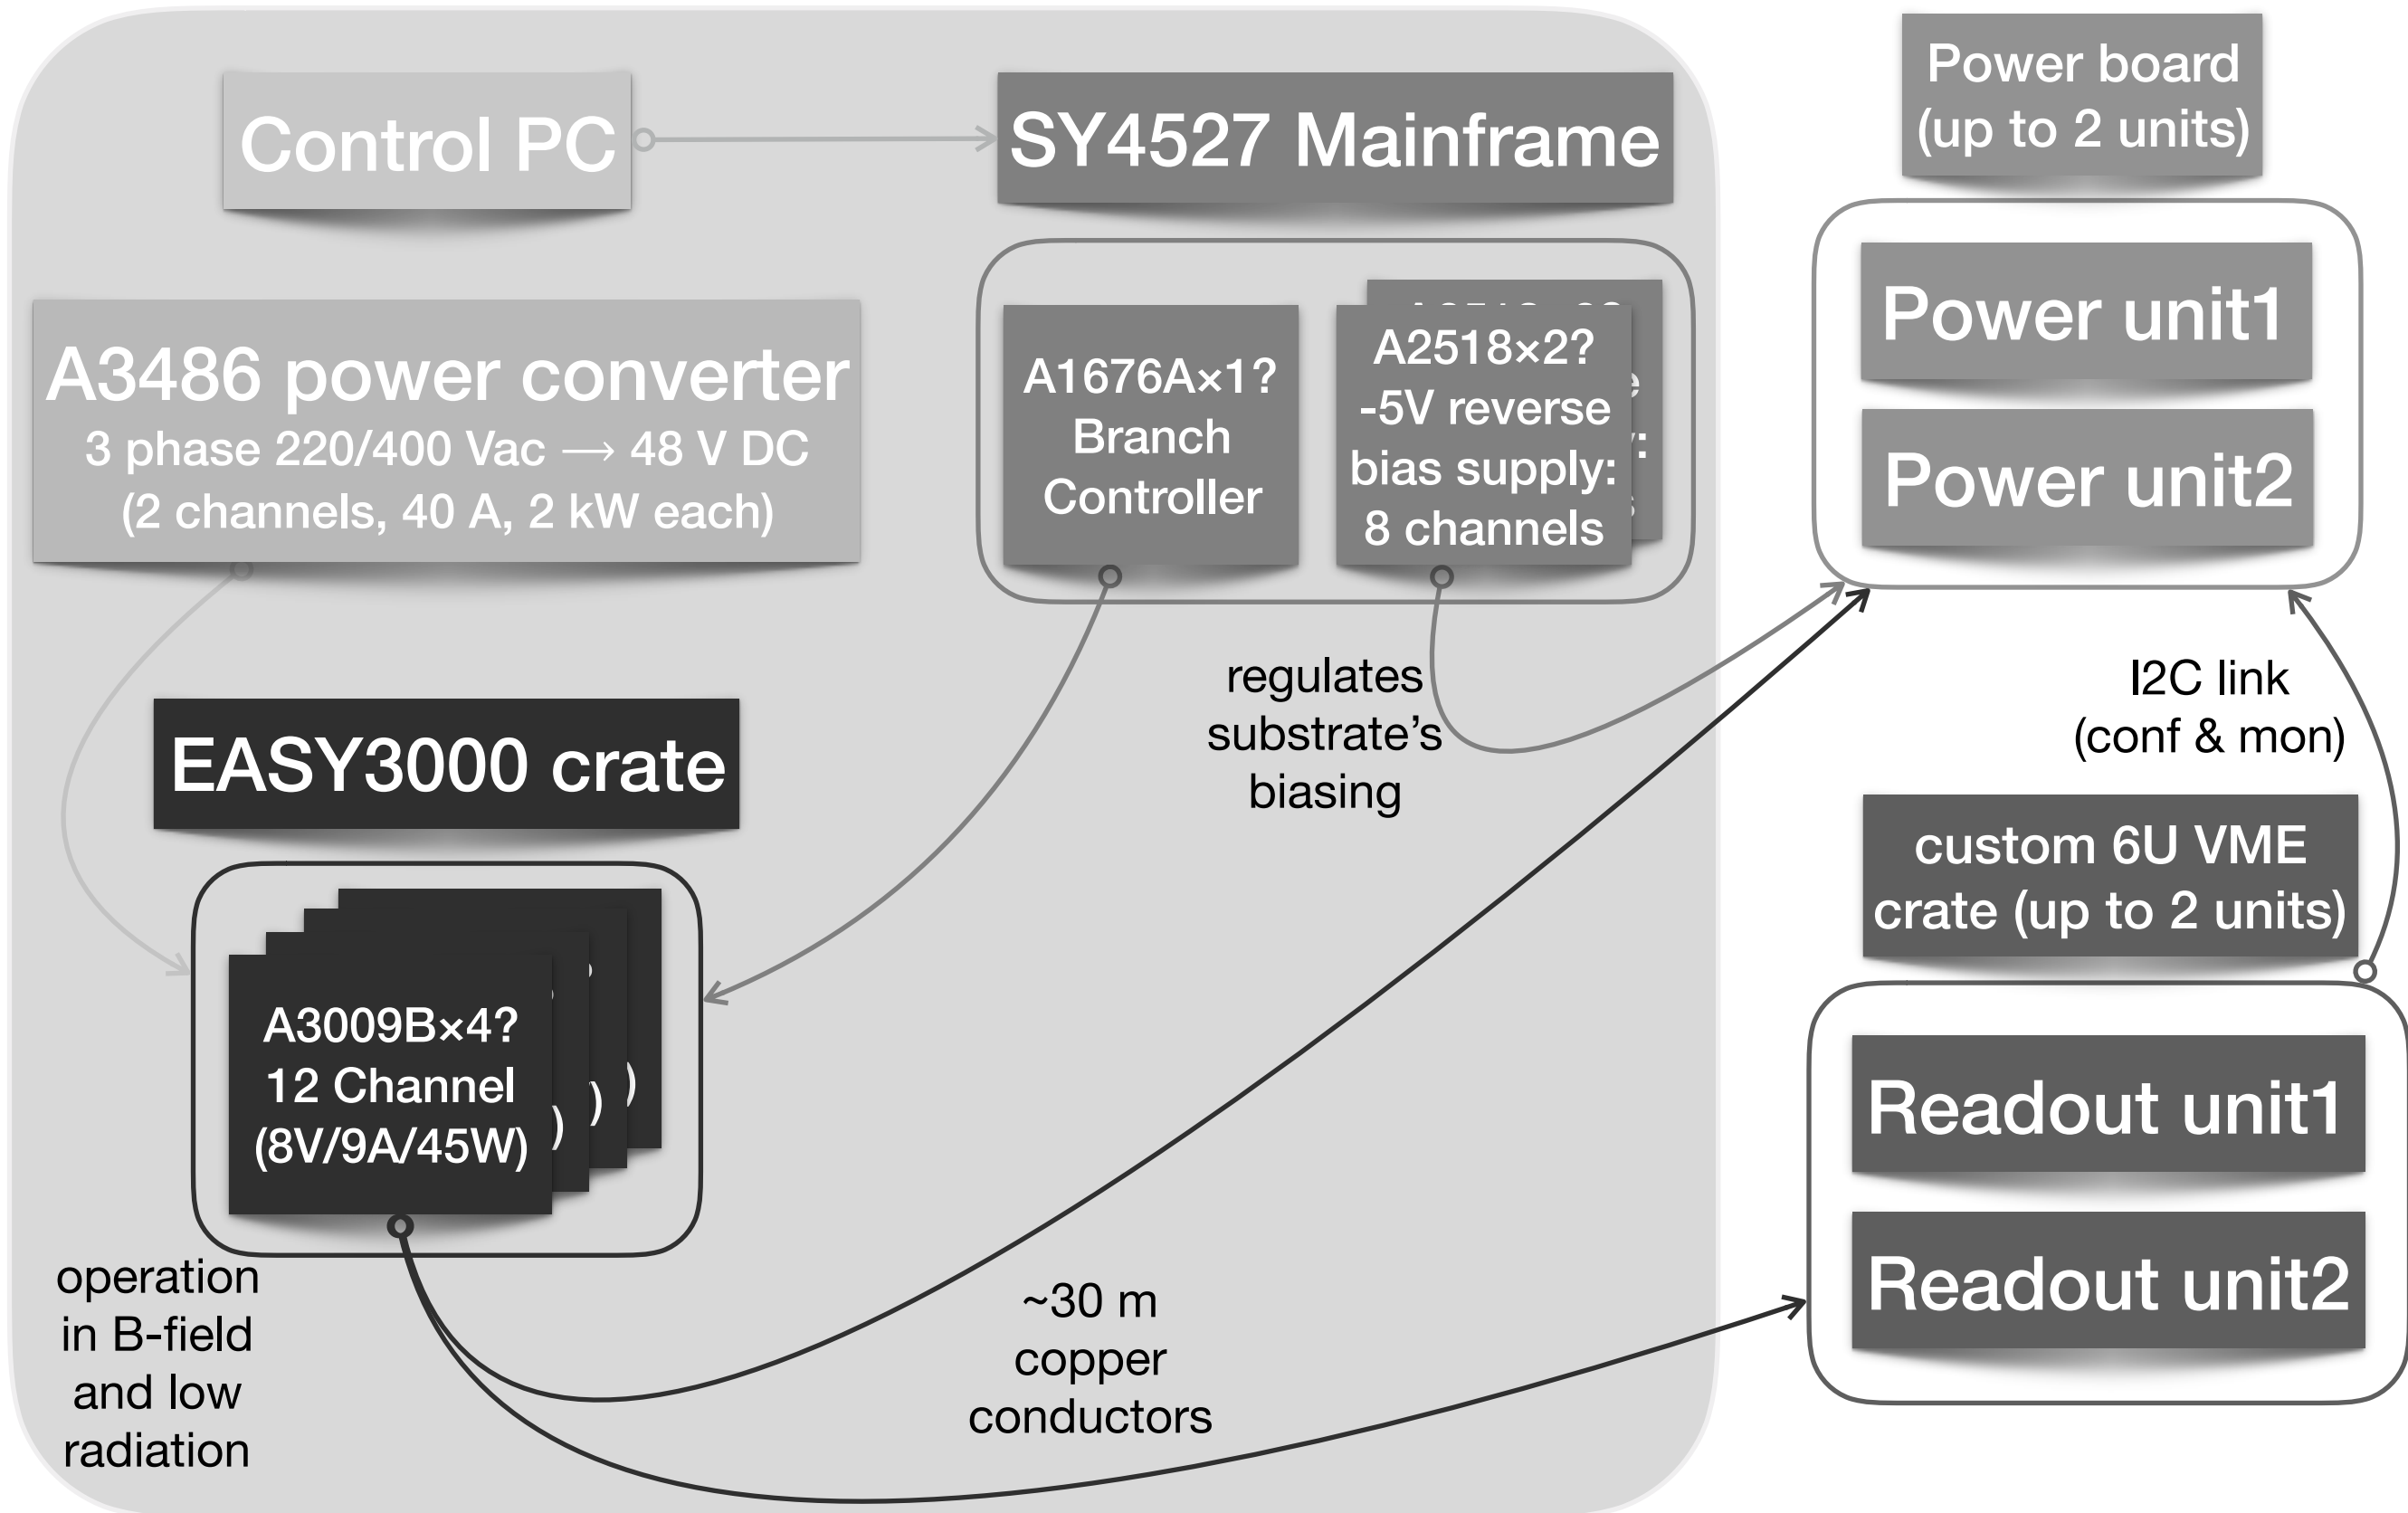 Control PC
SY4527 Mainframe
Power board
(up to 2 units)
A3486 power converter
3 phase 220/400 Vac ⟶ 48 V DC
(2 channels, 40 A, 2 kW each)
A1676A×1?
Branch
Controller
A2518×2?
-5V reverse
bias supply:
8 channels
Power unit1
Power unit2
regulates
substrate's
biasing
I2C link
(conf & mon)
EASY3000 crate
custom 6U VME
crate (up to 2 units)
A3009B×4?
12 Channel
(8V/9A/45W)
Readout unit1
Readout unit2
operation
in B-field
and low
radiation
~30 m
copper
conductors